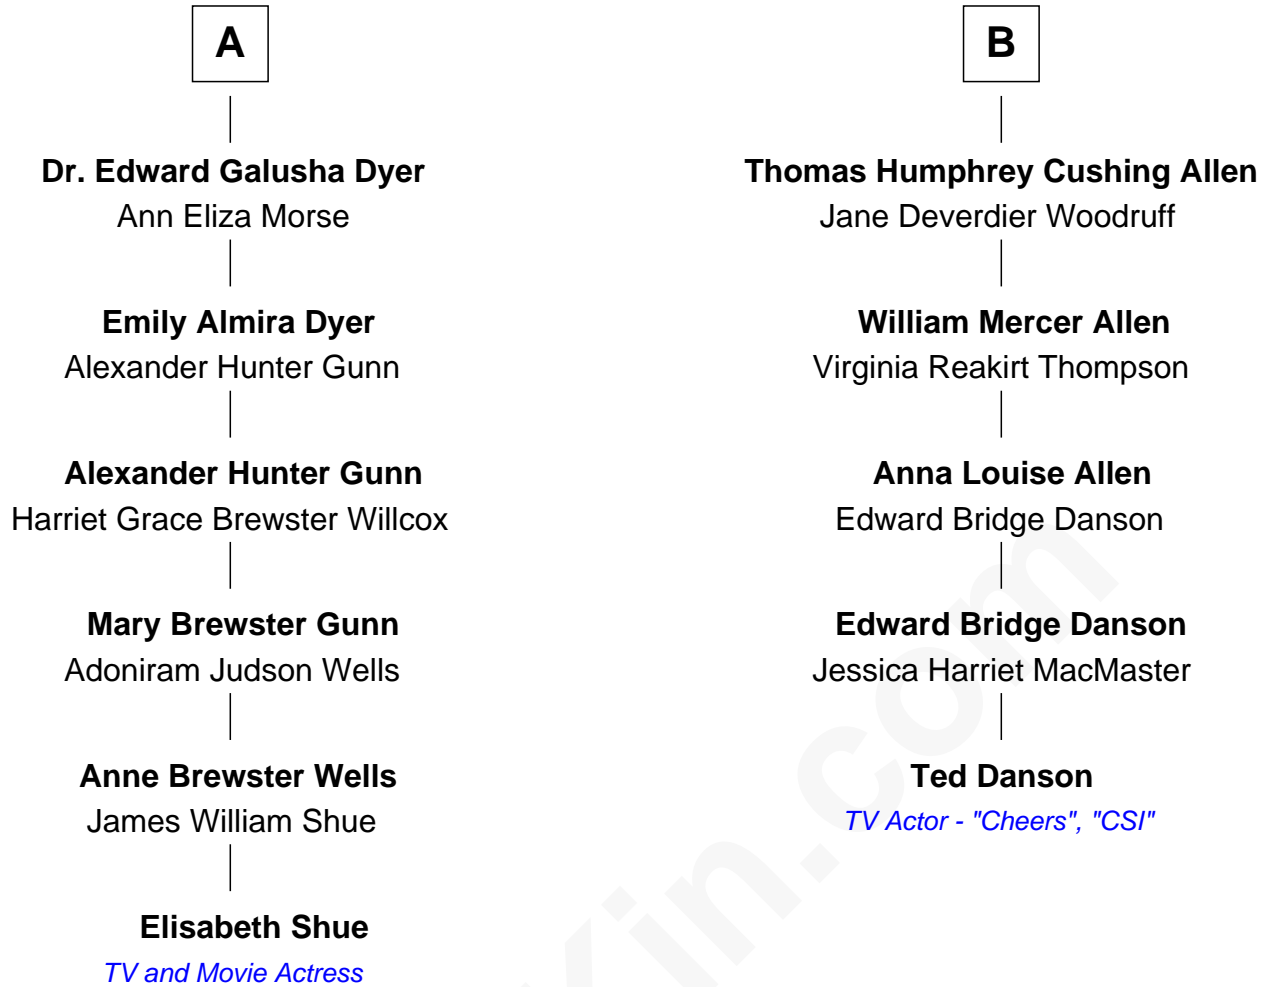 A
Dr. Edward Galusha Dyer
Ann Eliza Morse
Emily Almira Dyer
Alexander Hunter Gunn
Alexander Hunter Gunn
Harriet Grace Brewster Willcox
Mary Brewster Gunn
Adoniram Judson Wells
Anne Brewster Wells
James William Shue
Elisabeth Shue
TV and Movie Actress
B
Thomas Humphrey Cushing Allen
Jane Deverdier Woodruff
William Mercer Allen
Virginia Reakirt Thompson
Anna Louise Allen
Edward Bridge Danson
Edward Bridge Danson
Jessica Harriet MacMaster
Ted Danson
TV Actor - "Cheers", "CSI"
Kin.com